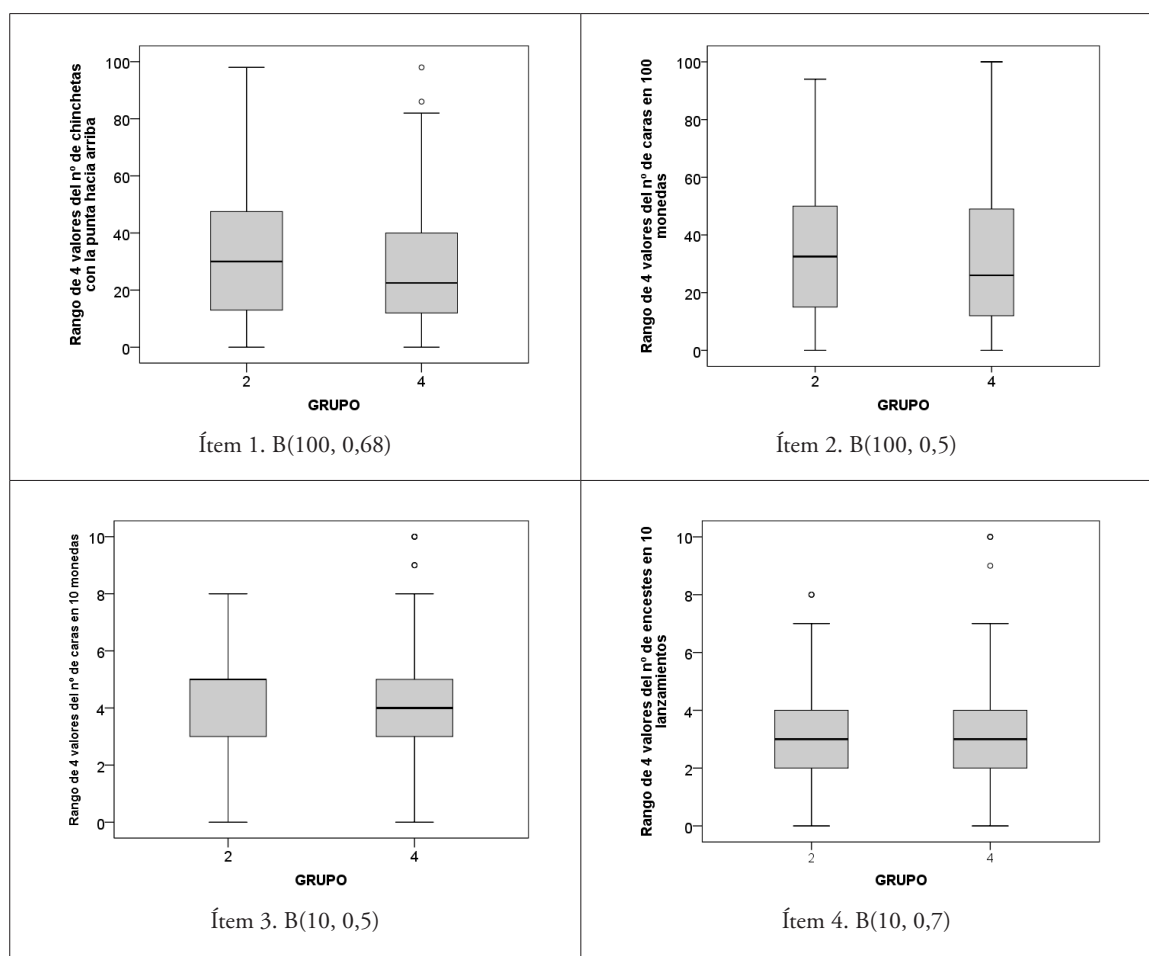 Rango de 4 valores del nº de chinchetas
con la punta hacia arriba
100
80
60
40
20
0
2
4
GRUPO
Ítem 1. B(100, 0,68)
Rango de 4 valores del nº de caras en 100
monedas
100
80
60
40
20
0
2
4
GRUPO
Ítem 2. B(100, 0,5)
Rango de 4 valores del nº de caras en 10 monedas
10
8
6
4
2
0
2
4
GRUPO
Ítem 3. B(10, 0,5)
Rango de 4 valores del nº de encestes en 10
lanzamientos
10
8
6
4
2
0
2
4
GRUPO
Ítem 4. B(10, 0,7)